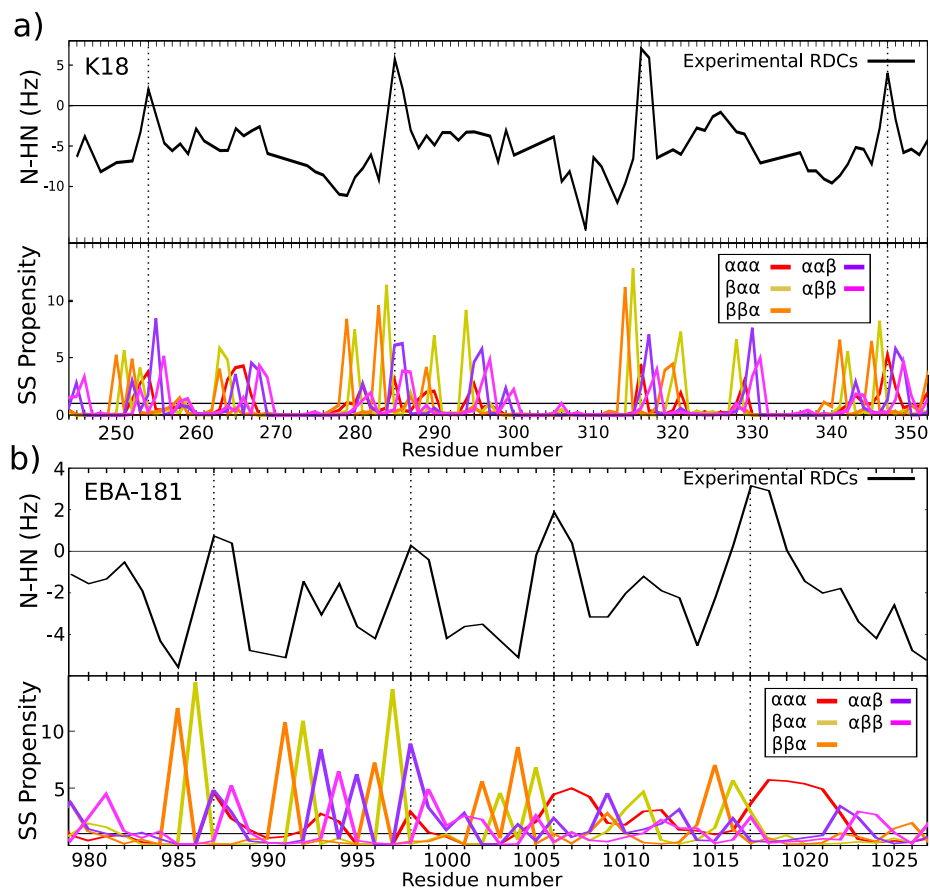 a)
K18
Experimental RDCs
N-HN (Hz)
5
0
-5
-10
SS Propensity
10
5
0
ααα ααβ
βαα αββ
ββα
250 260 270 280 290 300 310 320 330 340 350
Residue number
b)
EBA-181
Experimental RDCs
N-HN (Hz)
4
2
0
-2
-4
SS Propensity
10
5
0
ααα ααβ
βαα αββ
ββα
980 985 990 995 1000 1005 1010 1015 1020 1025
Residue number